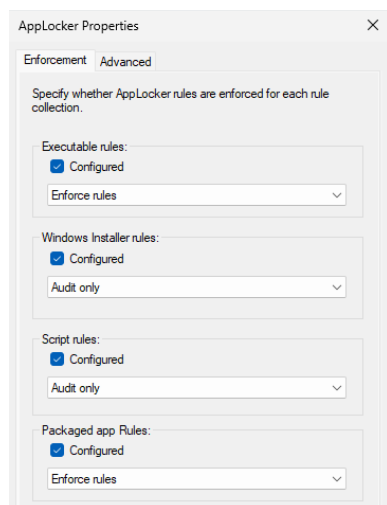 AppLocker Properties
Enforcement Advanced
Specify whether AppLocker rules are enforced for each rule
collection.
Executable rules:
Configured
Enforce rules
Windows Installer rules:
Configured
Audit only
Script rules:
Configured
Audit only
Packaged app Rules:
Configured
Enforce rules